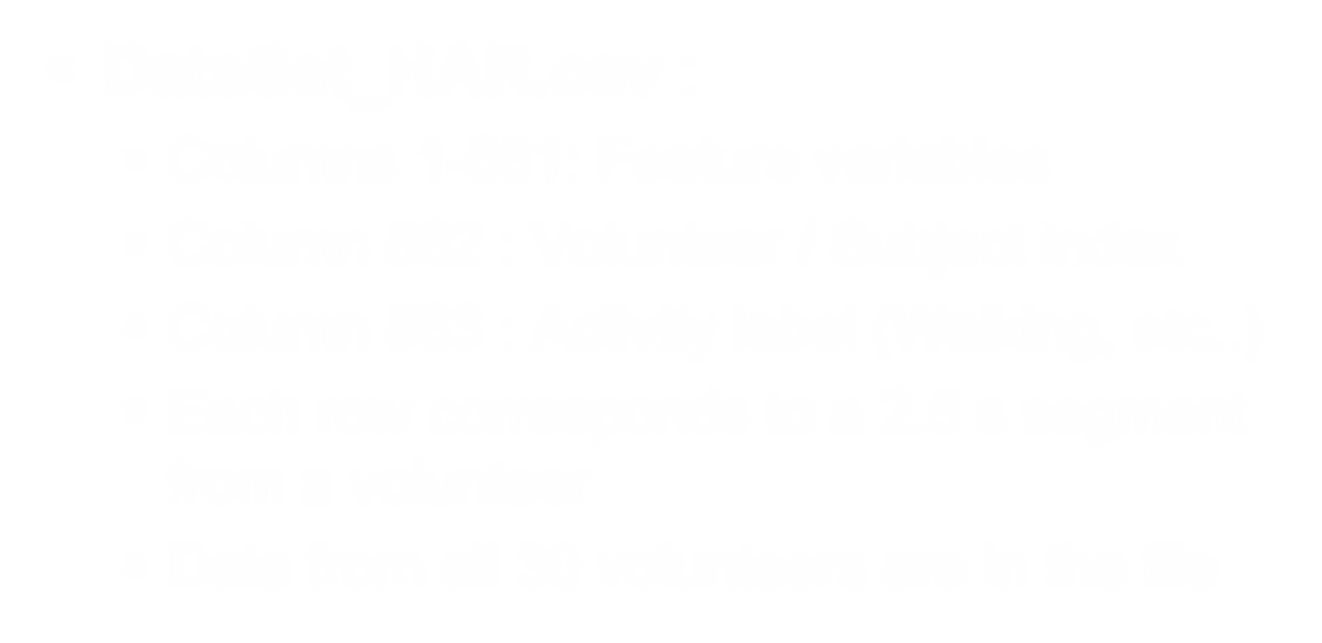 • DataSet_HAR.csv :
• Columns 1-561: Feature variables
• Column 562 : Volunteer / Subject Index
• Column 563 : Activity label (Walking, etc..)
• Each row corresponds to a 2.5 s segment
from a volunteer
• Data from all 30 volunteers are in the file